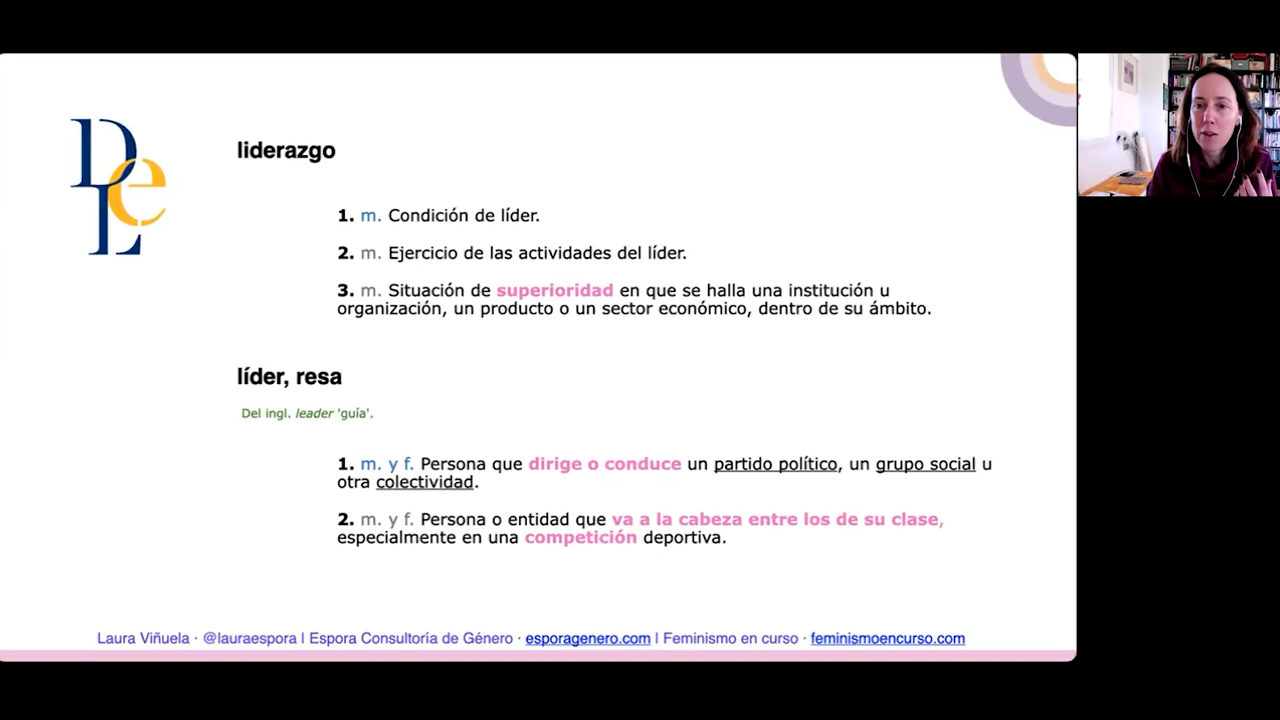 DLe
liderazgo
1. m. Condición de líder.
2. m. Ejercicio de las actividades del líder.
3. m. Situación de superioridad en que se halla una institución u
organización, un producto o un sector económico, dentro de su ámbito.
líder, resa
Del ingl. leader 'guía'.
1. m. y f. Persona que dirige o conduce un partido político, un grupo social u
otra colectividad.
2. m. y f. Persona o entidad que va a la cabeza entre los de su clase,
especialmente en una competición deportiva.
Laura Viñuela · @lauraespora | Espora Consultoría de Género · esporagenero.com | Feminismo en curso · feminismoencurso.com